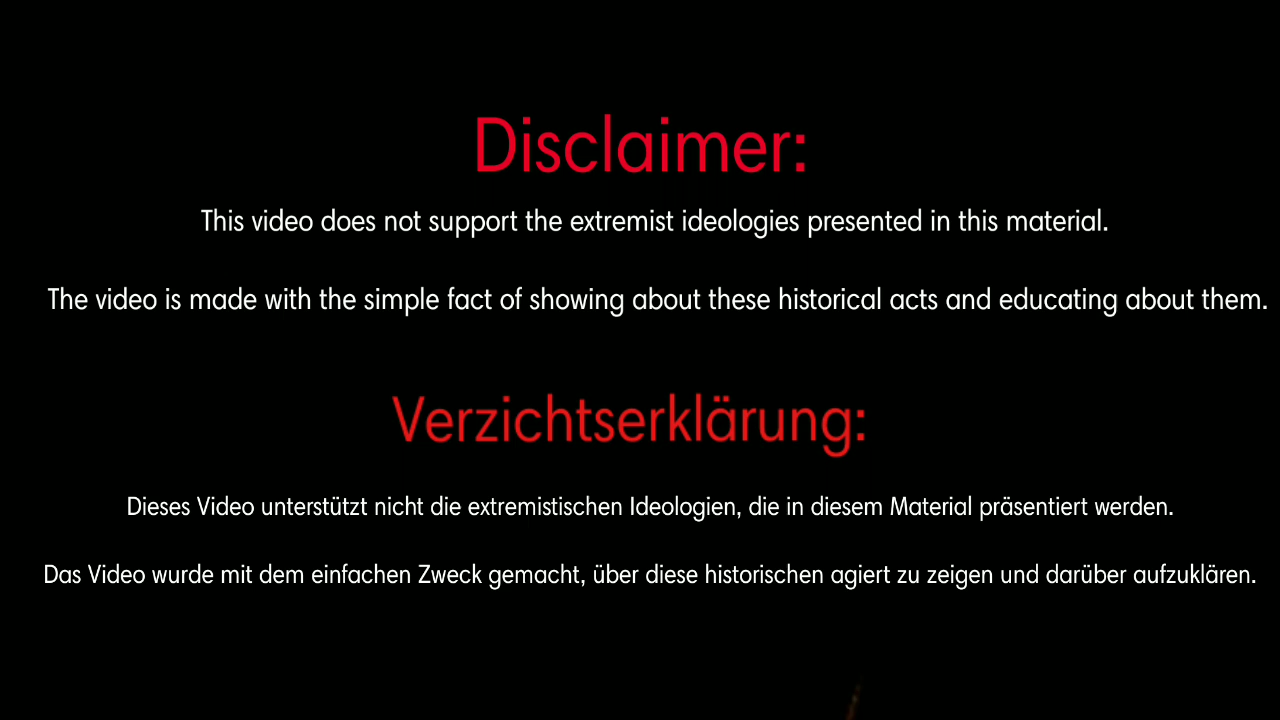 Disclaimer:
This video does not support the extremist ideologies presented in this material.
The video is made with the simple fact of showing about these historical acts and educating about them.
Verzichtserklärung:
Dieses Video unterstützt nicht die extremistischen Ideologien, die in diesem Material präsentiert werden.
Das Video wurde mit dem einfachen Zweck gemacht, über diese historischen agiert zu zeigen und darüber aufzuklären.